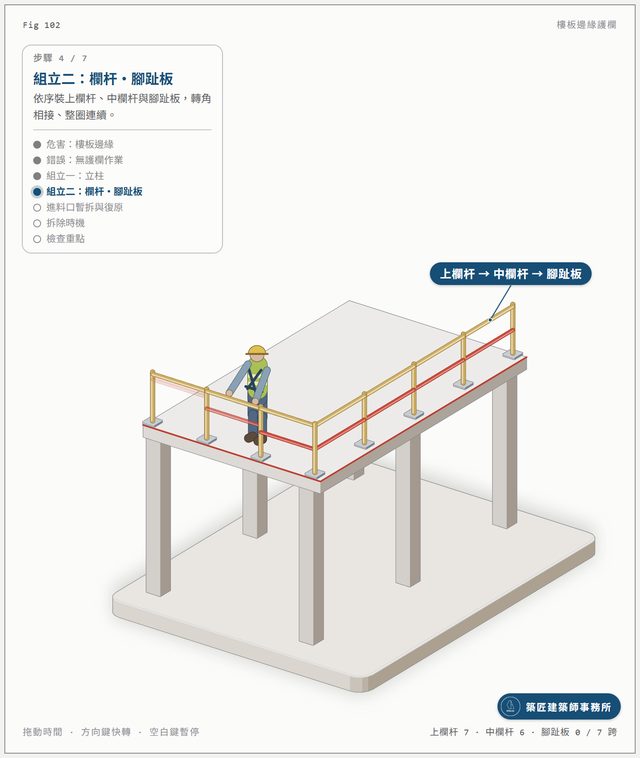 Fig 102
樓板邊緣護欄
步驟 4 / 7
組立二：欄杆・腳趾板
依序裝上欄杆、中欄杆與腳趾板，轉角
相接、整圈連續。
危害：樓板邊緣
錯誤：無護欄作業
組立一：立柱
組立二：欄杆・腳趾板
進料口暫拆與復原
拆除時機
檢查重點
上欄杆 → 中欄杆 → 腳趾板
築匠建築師事務所
拖動時間 · 方向鍵快轉 · 空白鍵暫停
上欄杆 7 · 中欄杆 6 · 腳趾板 0 / 7 跨